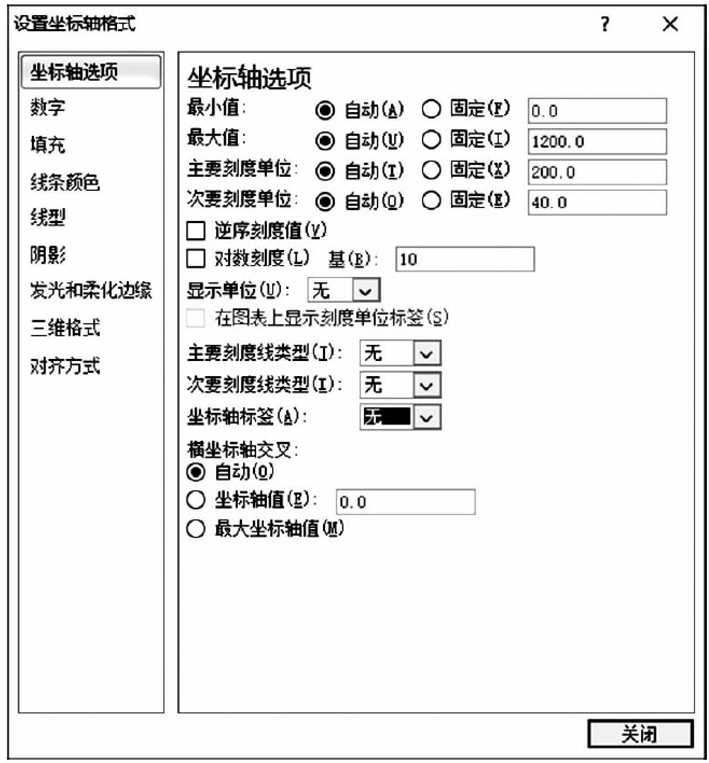 设置坐标轴格式 ? ×
坐标轴选项
数字
填充
线条颜色
线型
阴影
发光和柔化边缘
三维格式
对齐方式
坐标轴选项
最小值: 自动(A) 固定(F) 0.0
最大值: 自动(U) 固定(I) 1200.0
主要刻度单位: 自动(T) 固定(X) 200.0
次要刻度单位: 自动(O) 固定(E) 40.0
逆序刻度值(V)
对数刻度(L) 基(B): 10
显示单位(U): 无
在图表上显示刻度单位标签(S)
主要刻度线类型(J): 无
次要刻度线类型(I): 无
坐标轴标签(A): 无
横坐标轴交叉:
自动(O)
坐标轴值(E): 0.0
最大坐标轴值(M)
关闭